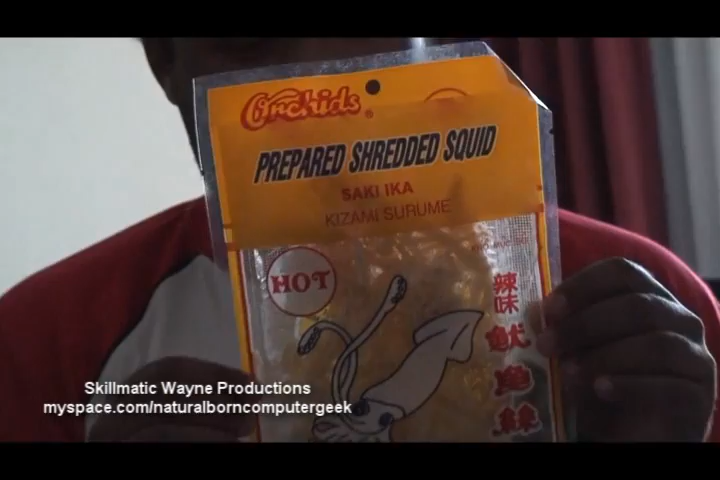 Orchids
PREPARED SHREDDED SQUID
SAKI IKA
KIZAMI SURUME
HOT
辣味
魷魚絲
Skillmatic Wayne Productions
myspace.com/naturalborncomputergeek